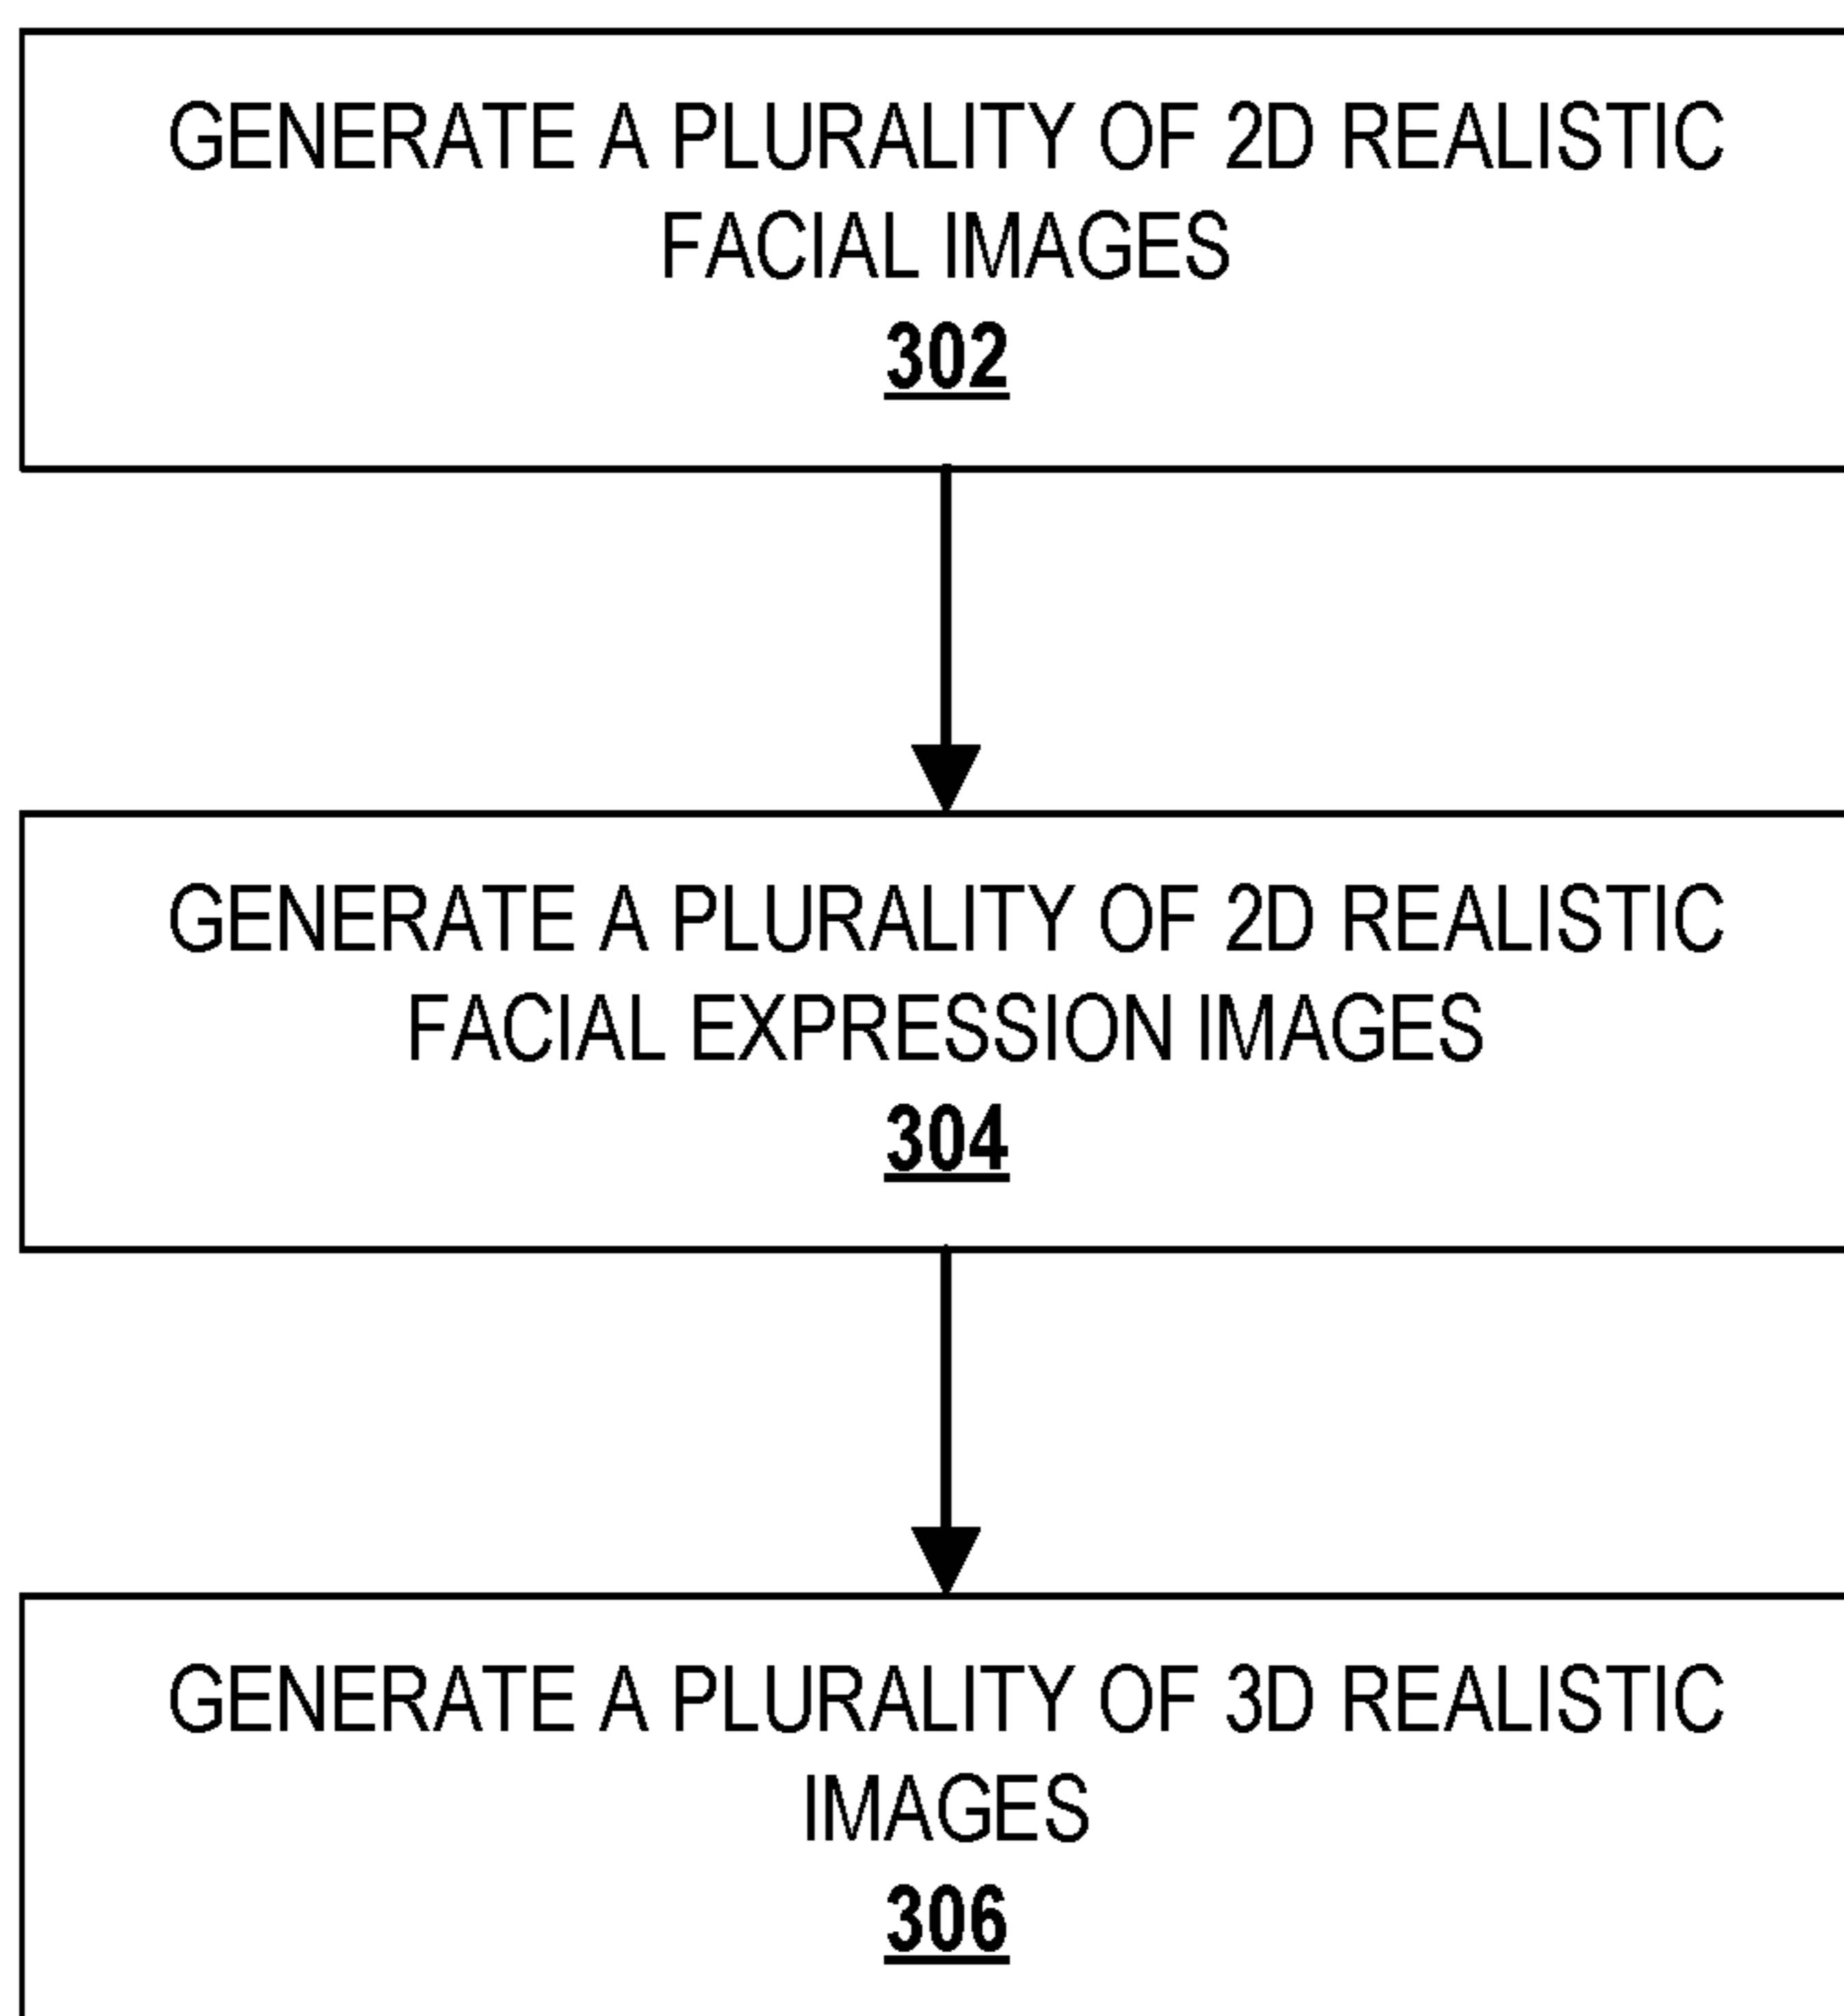 GENERATE A PLURALITY OF 2D REALISTIC
FACIAL IMAGES
302
GENERATE A PLURALITY OF 2D REALISTIC
FACIAL EXPRESSION IMAGES
304
GENERATE A PLURALITY OF 3D REALISTIC
IMAGES
306